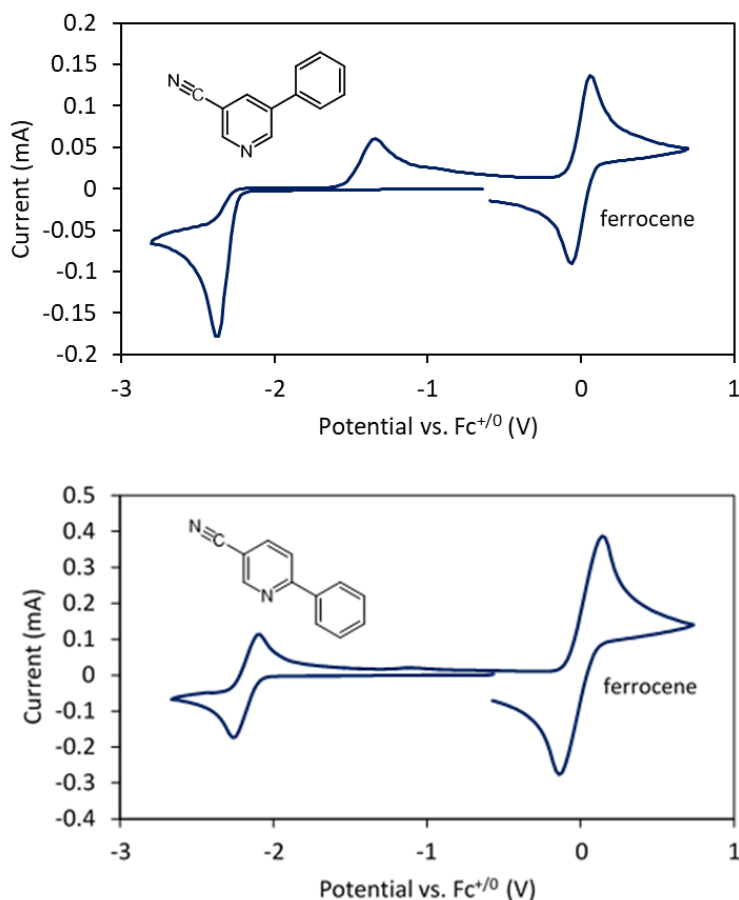 0.2
0.15
0.1
0.05
0
-0.05
-0.1
-0.15
-0.2
Current (mA)
N
C
N
ferrocene
-3 -2 -1 0 1
Potential vs. Fc+/0 (V)
0.5
0.4
0.3
0.2
0.1
0
-0.1
-0.2
-0.3
-0.4
Current (mA)
N
C
N
ferrocene
-3 -2 -1 0 1
Potential vs. Fc+/0 (V)